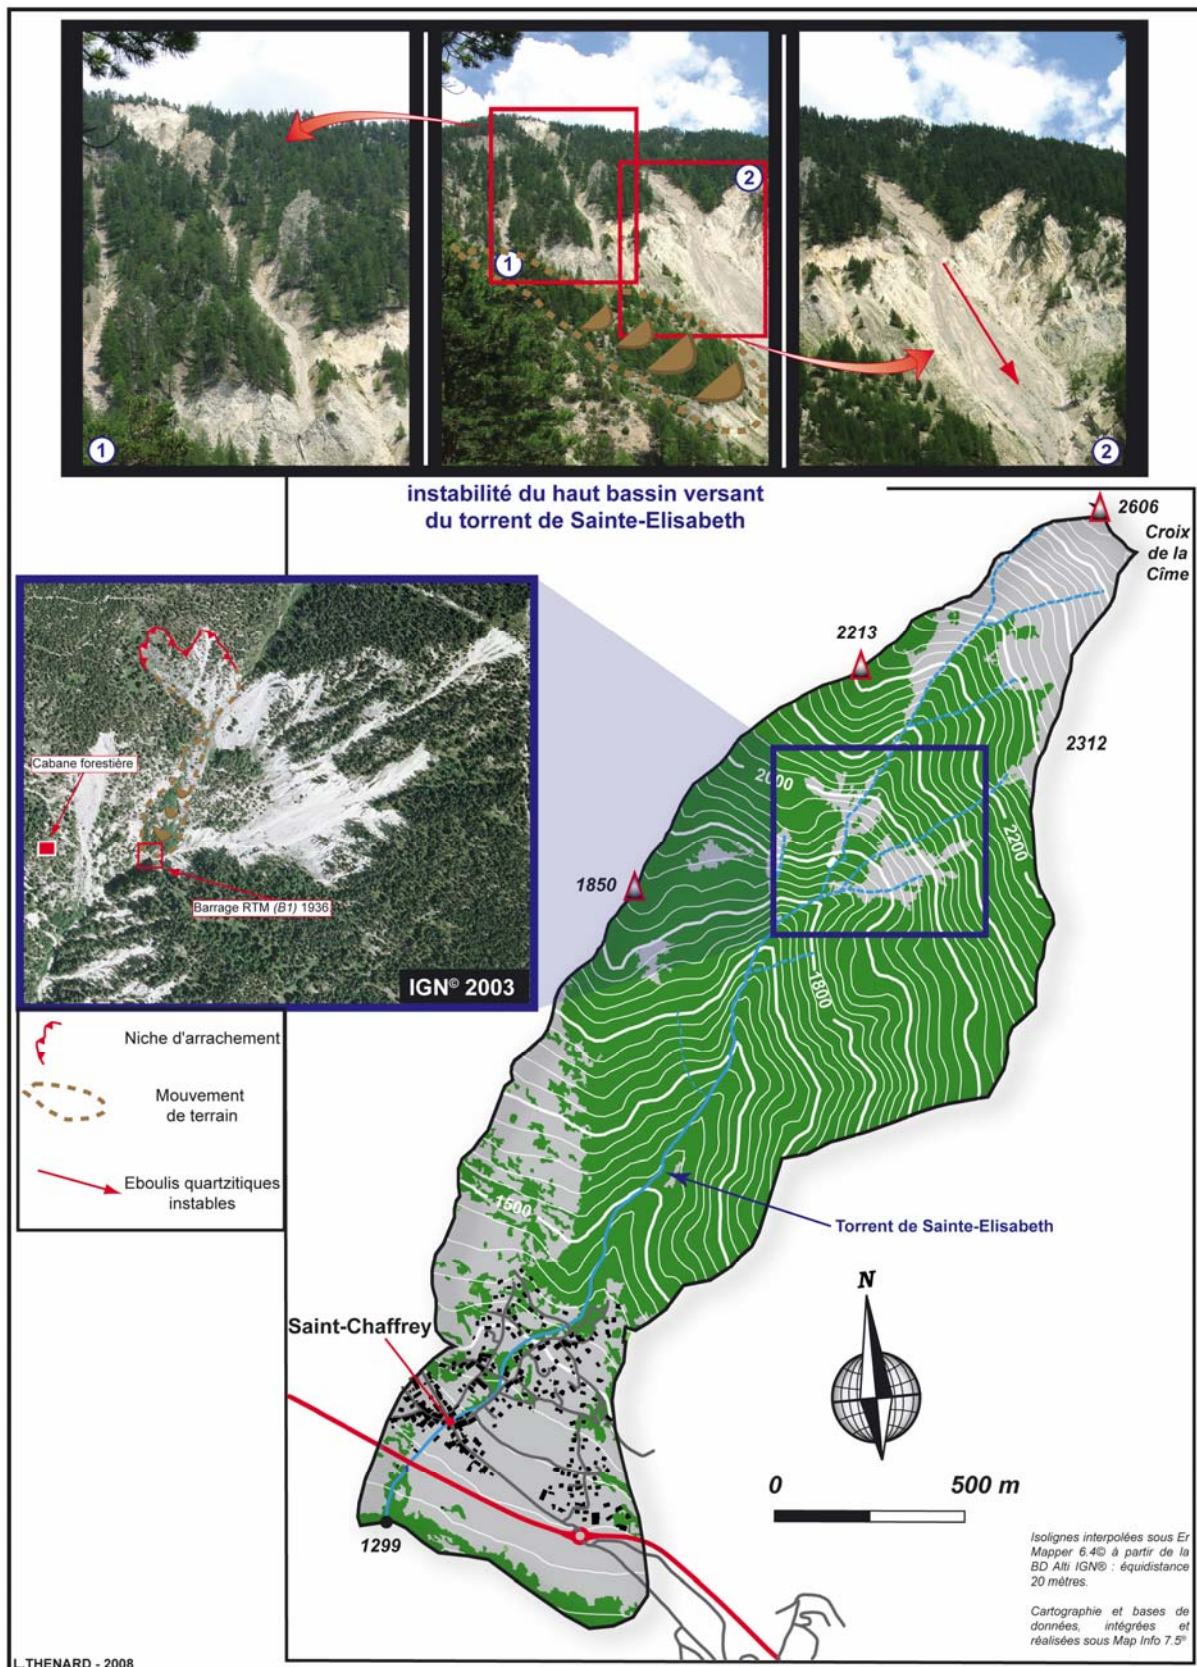 1
1
2
2
instabilité du haut bassin versant
du torrent de Sainte-Elisabeth
2606
Croix
de la
Cîme
2213
2312
2000
2200
1850
1800
1500
Cabane forestière
Barrage RTM (B1) 1936
IGN© 2003
Niche d'arrachement
Mouvement
de terrain
Eboulis quartzitiques
instables
Torrent de Sainte-Elisabeth
Saint-Chaffrey
N
0 500 m
1299
Isolignes interpolées sous Er
Mapper 6.4© à partir de la
BD Alti IGN® : équidistance
20 mètres.
Cartographie et bases de
données, intégrées et
réalisées sous Map Info 7.5®
L.THENARD - 2008